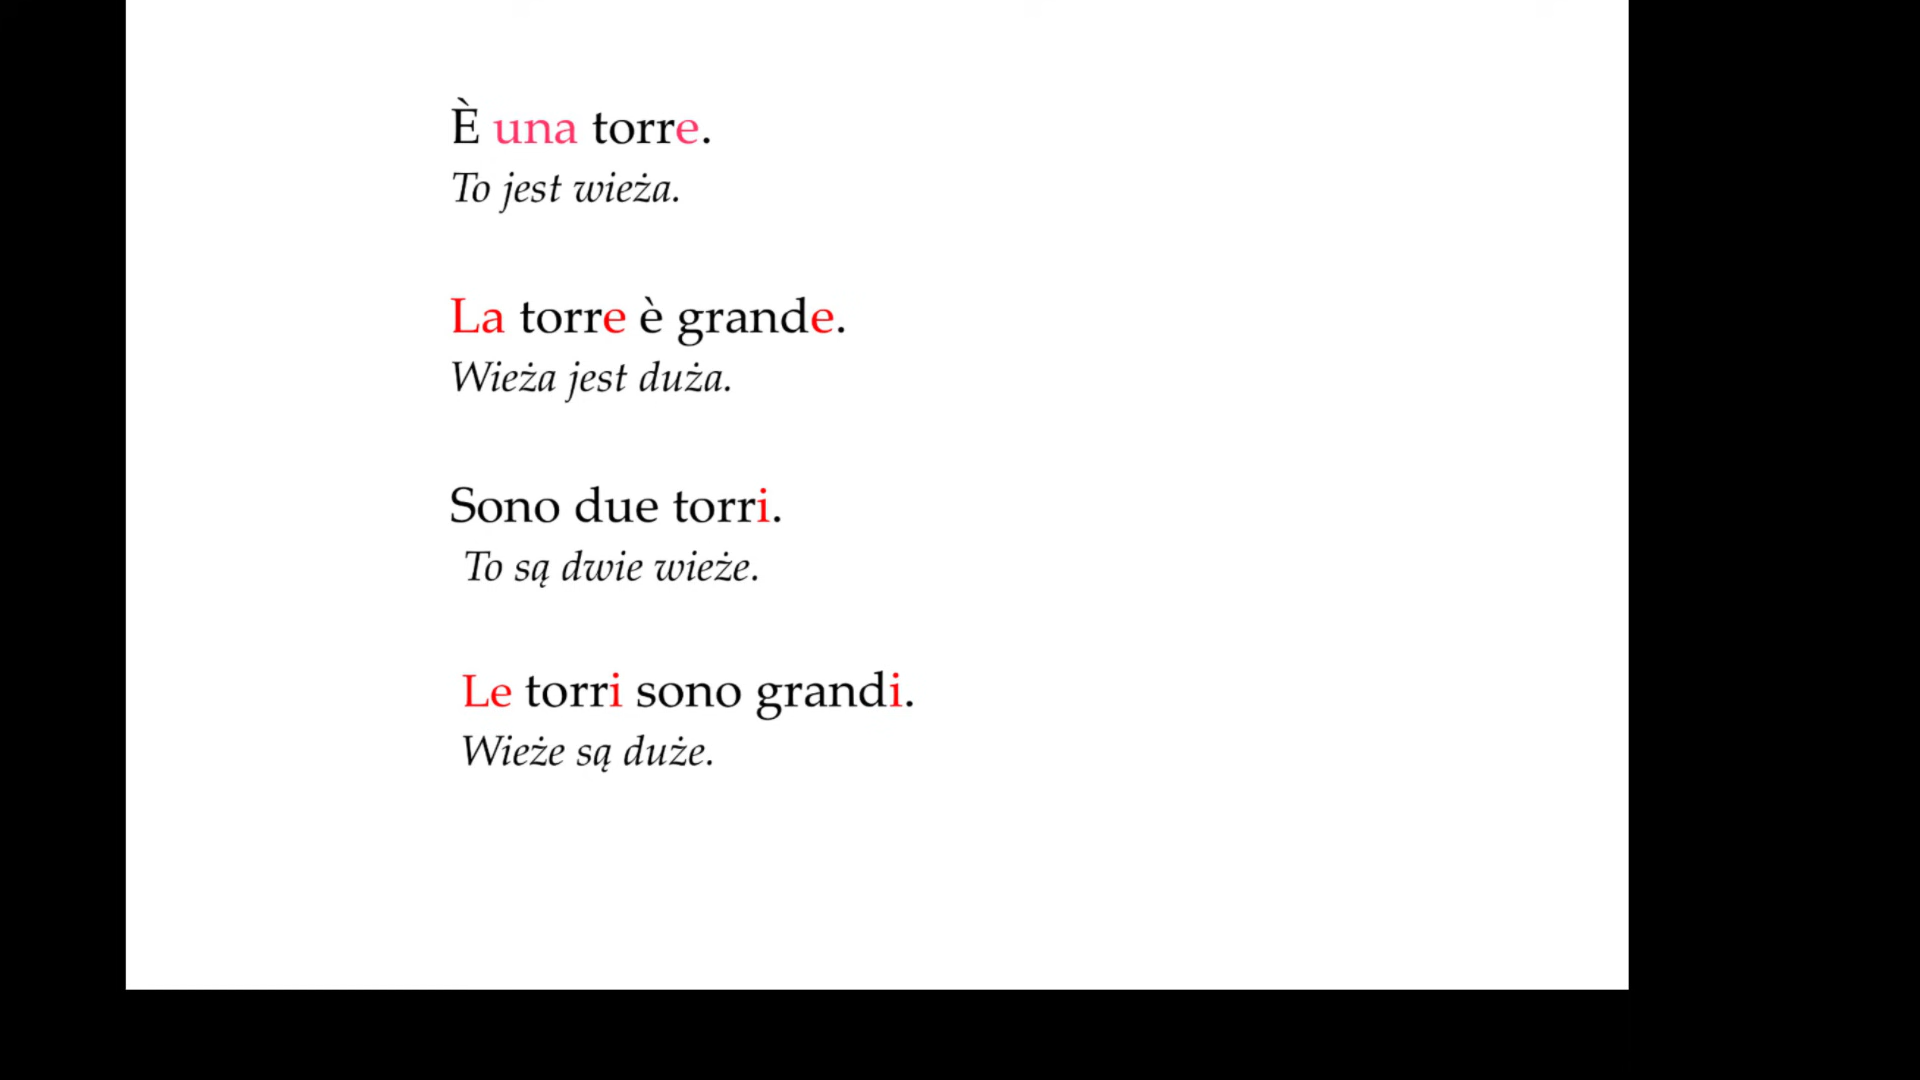 È una torre.
To jest wieża.
La torre è grande.
Wieża jest duża.
Sono due torri.
To są dwie wieże.
Le torri sono grandi.
Wieże są duże.